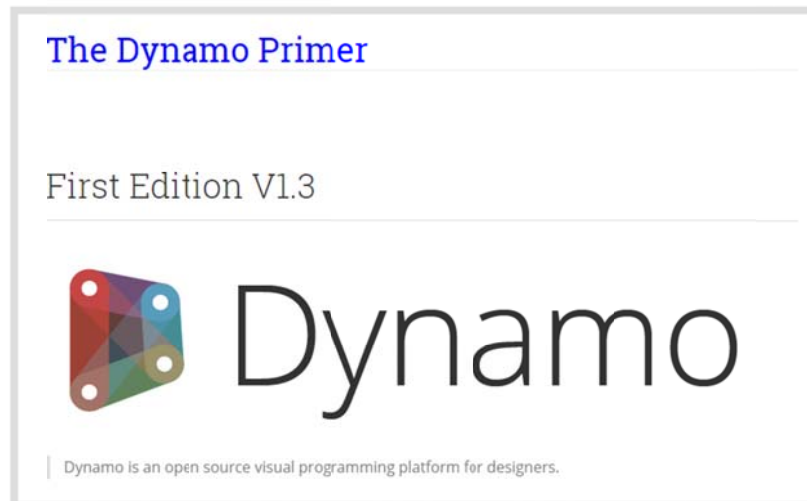 The Dynamo Primer
First Edition V1.3
Dynamo
Dynamo is an open source visual programming platform for designers.